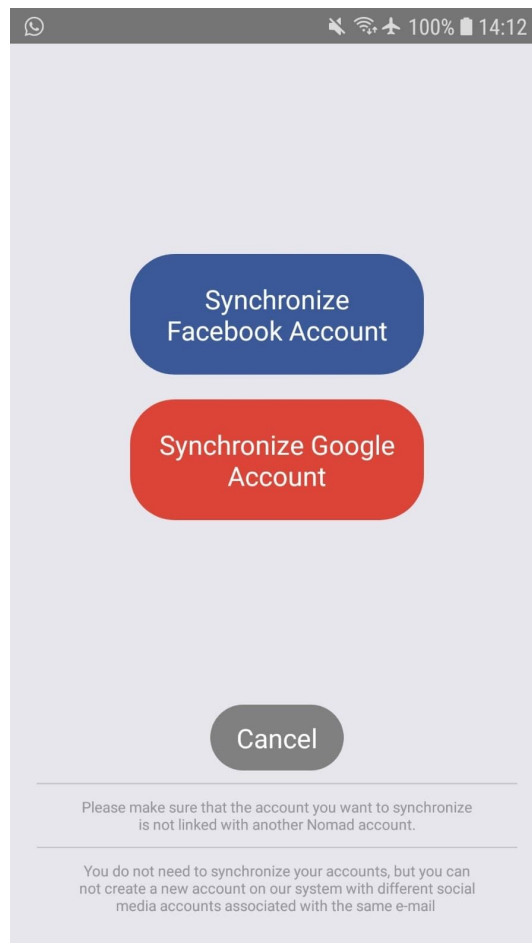 100% 14:12
Synchronize
Facebook Account
Synchronize Google
Account
Cancel
Please make sure that the account you want to synchronize
is not linked with another Nomad account.
You do not need to synchronize your accounts, but you can
not create a new account on our system with different social
media accounts associated with the same e-mail